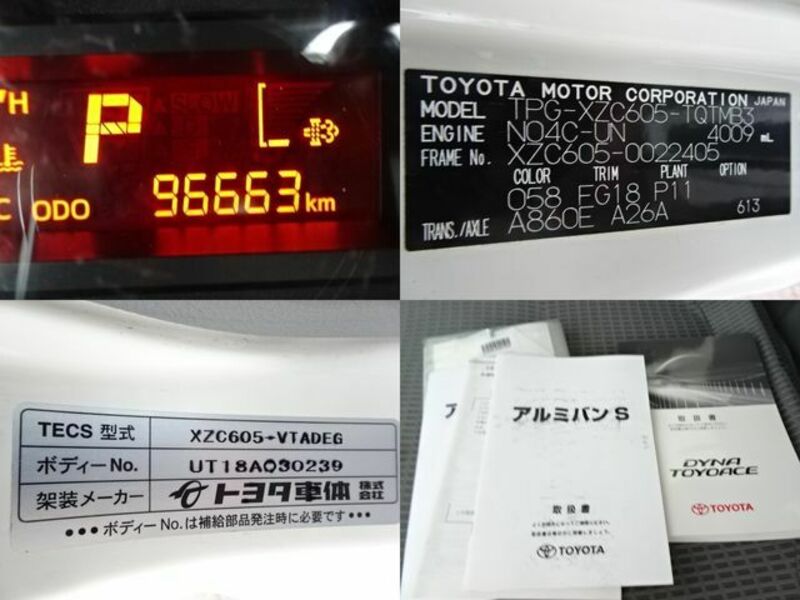 /H
P L
C ODO 96663 km
TOYOTA MOTOR CORPORATION JAPAN
MODEL TPG-XZC605-TQTMB3
ENGINE N04C-UN 4009 mL
FRAME No. XZC605-0022405
COLOR TRIM PLANT
058 FG18 P11
TRANS./AXLE A860E A26A 613
TECS 型式 XZC605-VTADEG
ボディーNo. UT18A030239
架装メーカー トヨタ車体 株式会社
●●●ボディーNo.は補給部品発注時に必要です●●●
アルミバンS
取扱書
TOYOTA
取扱書
DYNA
TOYOACE
TOYOTA